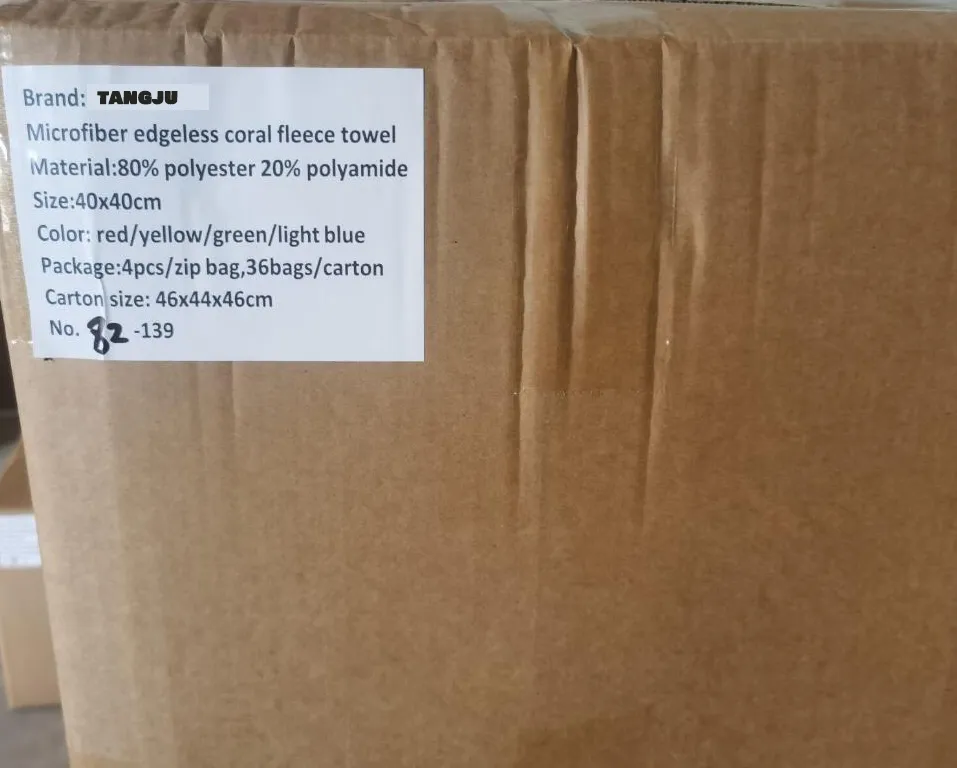 Brand: TANGJU
Microfiber edgeless coral fleece towel
Material:80% polyester 20% polyamide
Size:40x40cm
Color: red/yellow/green/light blue
Package:4pcs/zip bag,36bags/carton
Carton size: 46x44x46cm
No. 82 -139